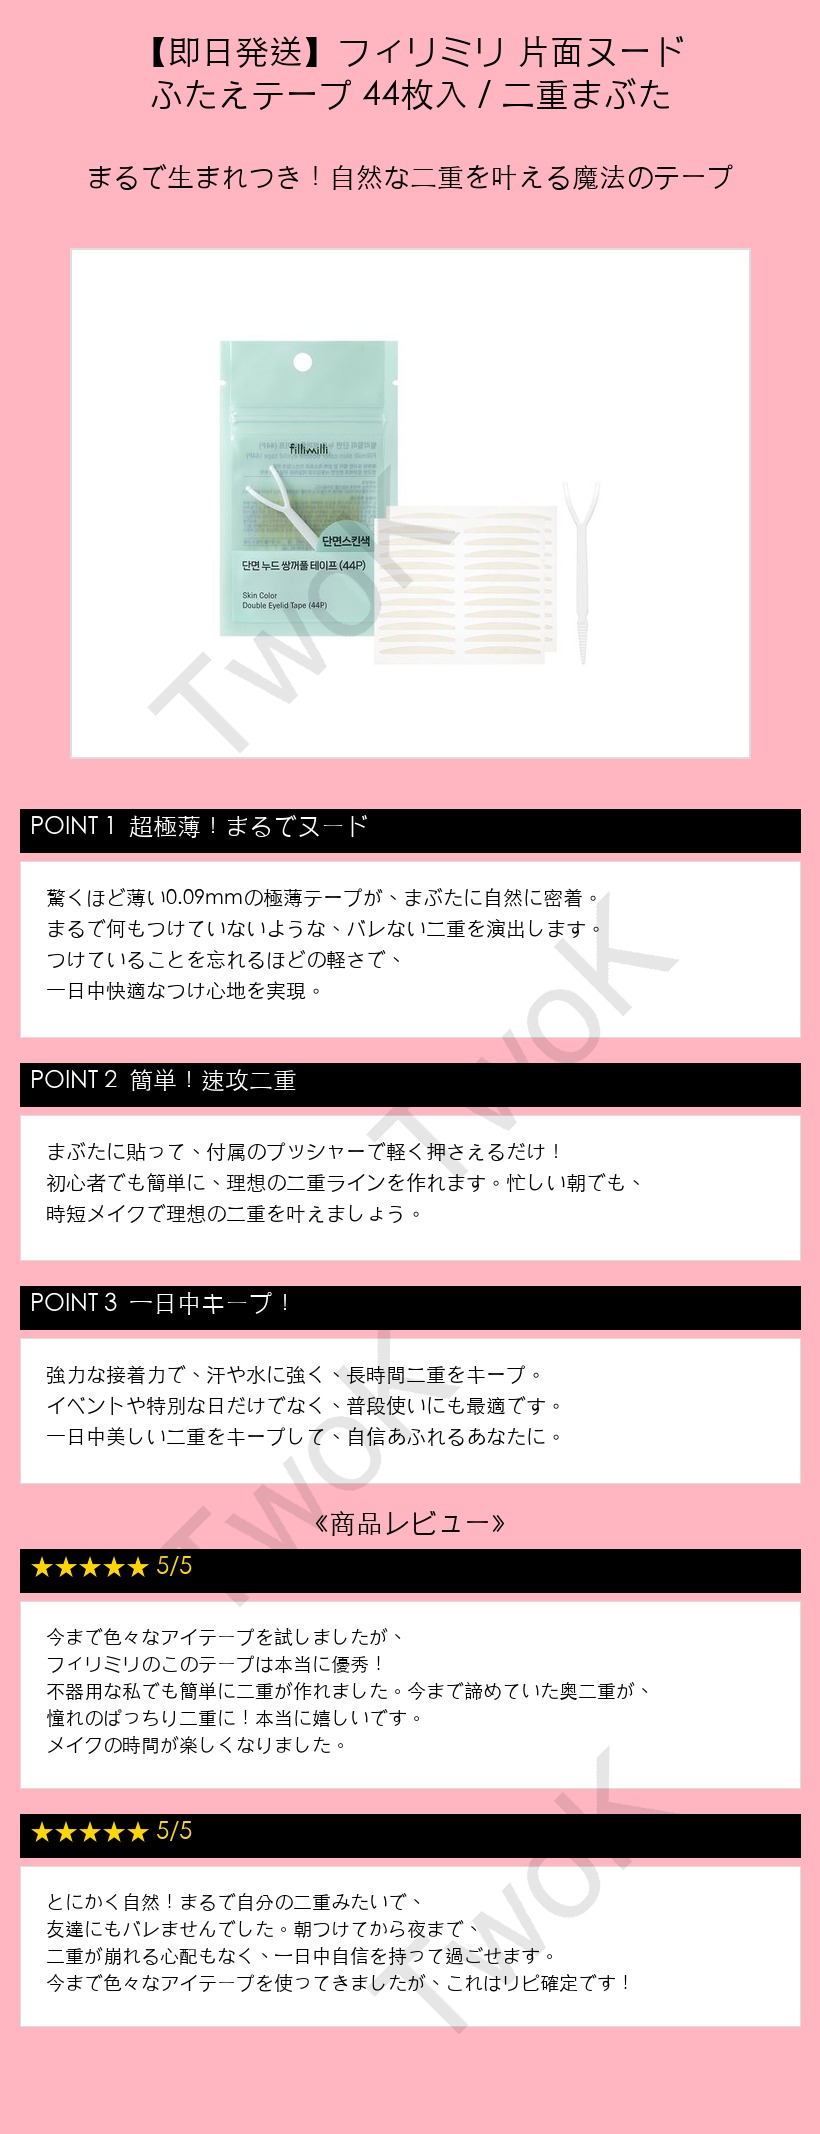 【即日発送】フィリミリ 片面ヌード
ふたえテープ 44枚入 / 二重まぶた
まるで生まれつき！自然な二重を叶える魔法のテープ
fillimilli
단면스킨색
단면 누드 쌍꺼풀 테이프 (44P)
Skin Color
Double Eyelid Tape (44P)
TwoK
POINT 1 超極薄！まるでヌード
驚くほど薄い0.09mmの極薄テープが、まぶたに自然に密着。
まるで何もつけていないような、バレない二重を演出します。
つけていることを忘れるほどの軽さで、
一日中快適なつけ心地を実現。
TwoK
POINT 2 簡単！速攻二重
まぶたに貼って、付属のプッシャーで軽く押さえるだけ！
初心者でも簡単に、理想の二重ラインを作れます。忙しい朝でも、
時短メイクで理想の二重を叶えましょう。
POINT 3 一日中キープ！
強力な接着力で、汗や水に強く、長時間二重をキープ。
イベントや特別な日だけでなく、普段使いにも最適です。
一日中美しい二重をキープして、自信あふれるあなたに。
TwoK
《商品レビュー》
★★★★★ 5/5
今まで色々なアイテープを試しましたが、
フィリミリのこのテープは本当に優秀！
不器用な私でも簡単に二重が作れました。今まで諦めていた奥二重が、
憧れのぱっちり二重に！本当に嬉しいです。
メイクの時間が楽しくなりました。
★★★★★ 5/5
とにかく自然！まるで自分の二重みたいで、
友達にもバレませんでした。朝つけてから夜まで、
二重が崩れる心配もなく、一日中自信を持って過ごせます。
今まで色々なアイテープを使ってきましたが、これはリピ確定です！
TwoK